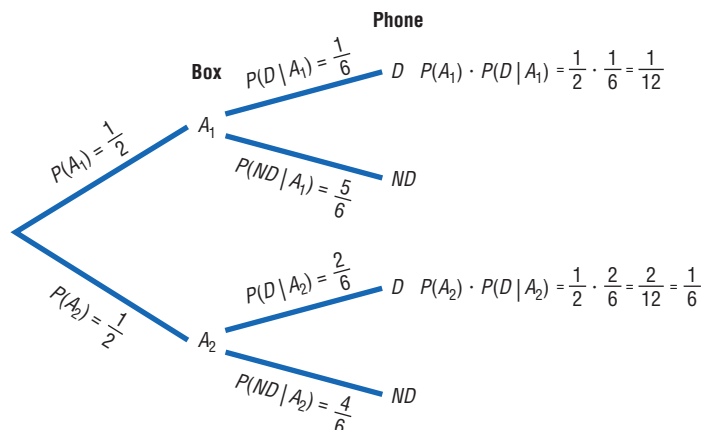 Phone
Box
P(D | A₁) = 1/6
D P(A₁) · P(D | A₁) = 1/2 · 1/6 = 1/12
P(A₁) = 1/2
A₁
P(ND | A₁) = 5/6
ND
P(D | A₂) = 2/6
D P(A₂) · P(D | A₂) = 1/2 · 2/6 = 2/12 = 1/6
P(A₂) = 1/2
A₂
P(ND | A₂) = 4/6
ND